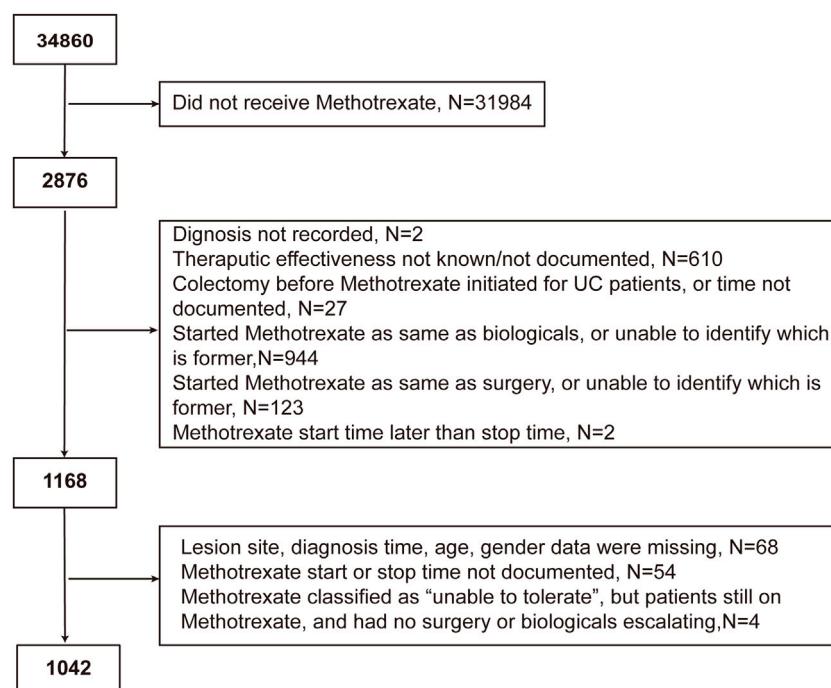 34860
Did not receive Methotrexate, N=31984
2876
Dignosis not recorded, N=2
Theraputic effectiveness not known/not documented, N=610
Colectomy before Methotrexate initiated for UC patients, or time not
documented, N=27
Started Methotrexate as same as biologicals, or unable to identify which
is former,N=944
Started Methotrexate as same as surgery, or unable to identify which is
former, N=123
Methotrexate start time later than stop time, N=2
1168
Lesion site, diagnosis time, age, gender data were missing, N=68
Methotrexate start or stop time not documented, N=54
Methotrexate classified as “unable to tolerate”, but patients still on
Methotrexate, and had no surgery or biologicals escalating,N=4
1042